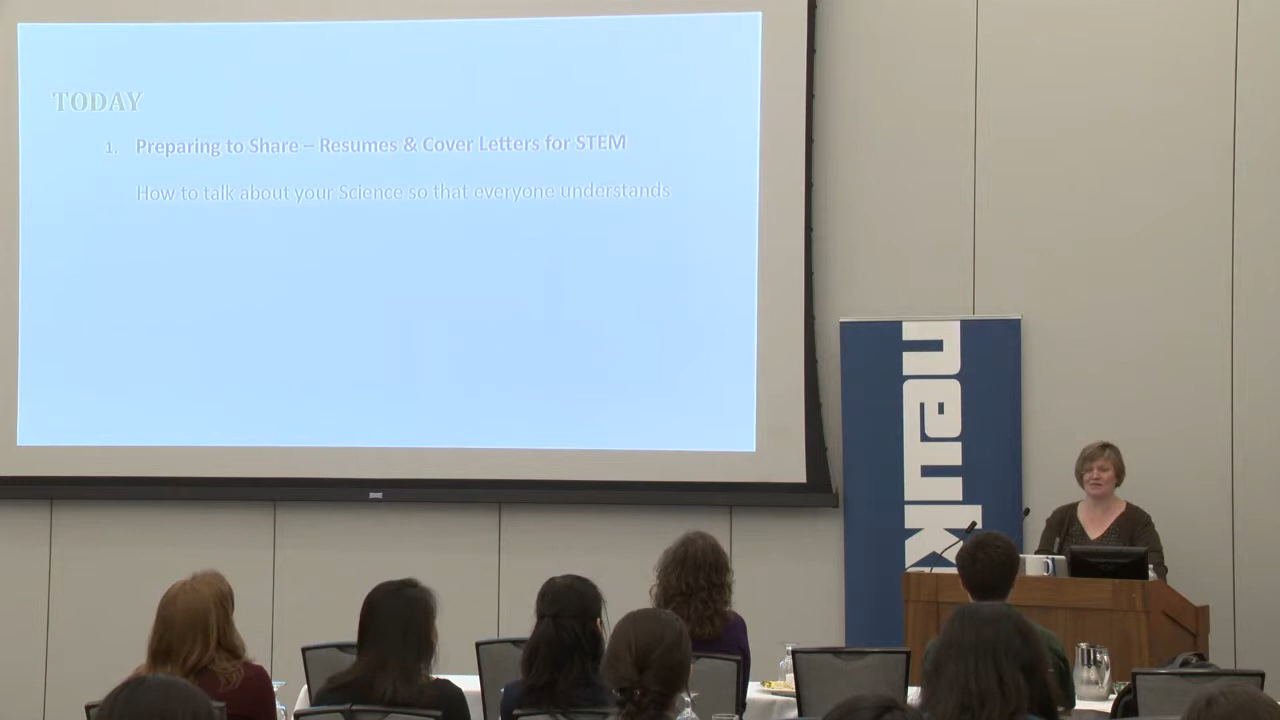 TODAY
1. Preparing to Share – Resumes & Cover Letters for STEM
How to talk about your Science so that everyone understands
neuk